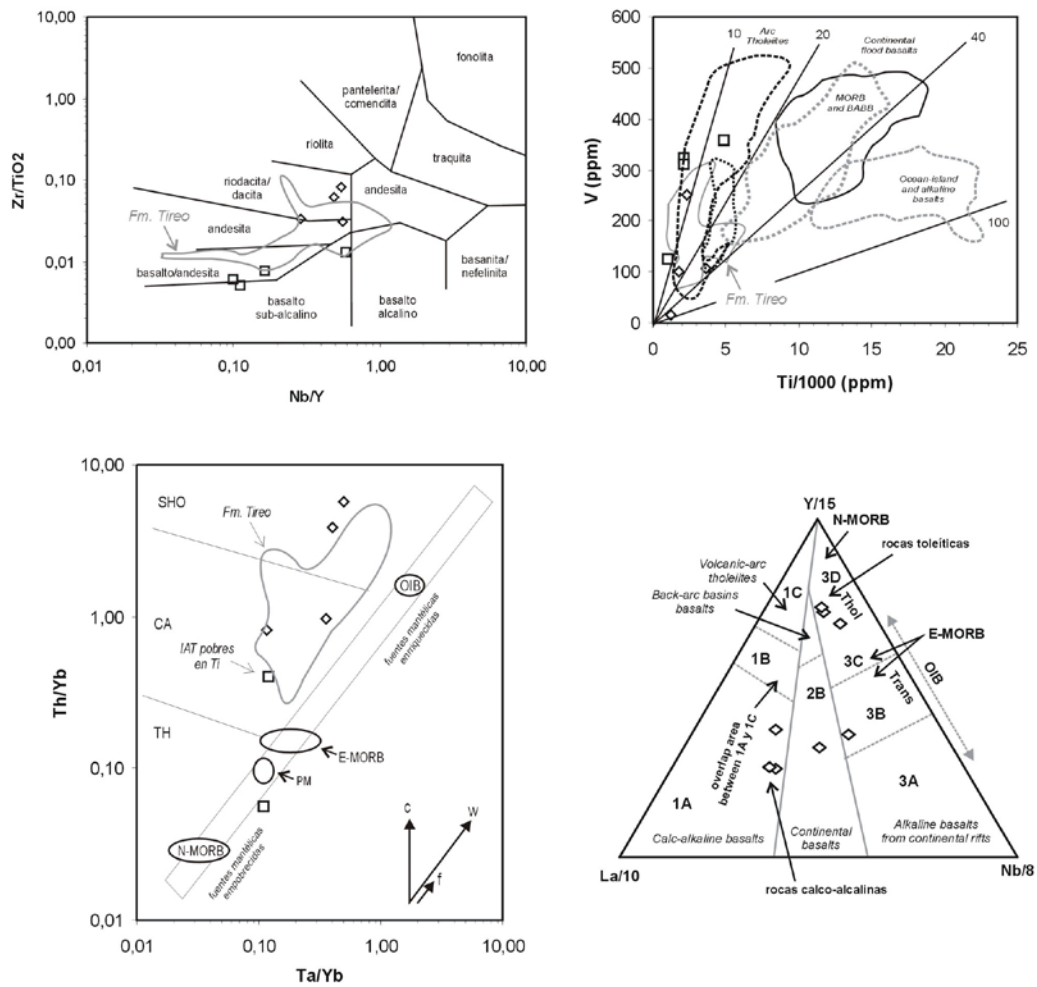 10,00
1,00
0,10
0,01
0,00
Zr/TiO2
0,01
0,10
1,00
10,00
Nb/Y
fonolita
pantelerita/
comendita
riolita
traquita
riodacita/
dacita
andesita
Fm. Tireo
andesita
basalto/andesita
basanita/
nefelinita
basalto
sub-alcalino
basalto
alcalino
600
500
400
300
200
100
0
V (ppm)
0
5
10
15
20
25
Ti/1000 (ppm)
10
Arc
Tholeiites
20
Continental
flood basalts
40
MORB
and BABB
Ocean-island
and alkaline
basalts
100
Fm. Tireo
10,00
1,00
0,10
0,01
Th/Yb
0,01
0,10
1,00
10,00
Ta/Yb
SHO
Fm. Tireo
CA
IAT pobres
en Ti
TH
OIB
fuentes mantélicas
enriquecidas
E-MORB
PM
N-MORB
fuentes mantélicas
empobrecidas
c
W
f
Y/15
N-MORB
rocas toleíticas
Volcanic-arc
tholeiites
1C
3D
Thol
Back-arc basins
basalts
E-MORB
1B
3C
OIB
Trans
2B
3B
overlap area
between 1A y 1C
1A
3A
Calc-alkaline basalts
Continental
basalts
Alkaline basalts
from continental rifts
La/10
Nb/8
rocas calco-alcalinas